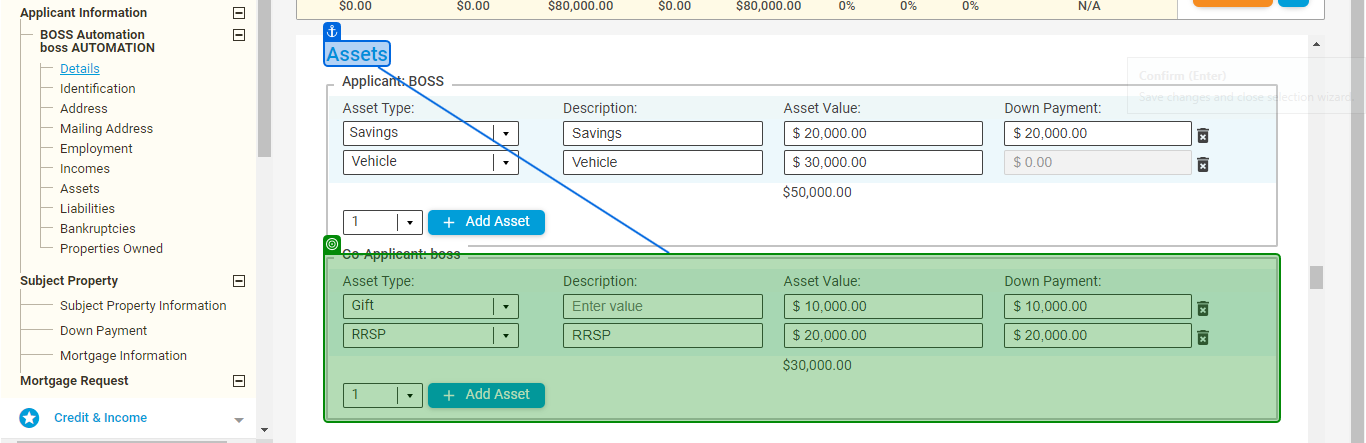 Applicant Information
BOSS Automation
boss AUTOMATION
Details
Identification
Address
Mailing Address
Employment
Incomes
Assets
Liabilities
Bankruptcies
Properties Owned
Subject Property
Subject Property Information
Down Payment
Mortgage Information
Mortgage Request
Credit & Income
$0.00 $0.00 $80,000.00 $0.00 $80,000.00 0% 0% 0% N/A
Assets
Confirm (Enter)
Save changes and close selection wizard.
Applicant: BOSS
Asset Type: Description: Asset Value: Down Payment:
Savings Savings $ 20,000.00 $ 20,000.00
Vehicle Vehicle $ 30,000.00 $ 0.00
$50,000.00
1 + Add Asset
Co-Applicant: boss
Asset Type: Description: Asset Value: Down Payment:
Gift Enter value $ 10,000.00 $ 10,000.00
RRSP RRSP $ 20,000.00 $ 20,000.00
$30,000.00
1 + Add Asset